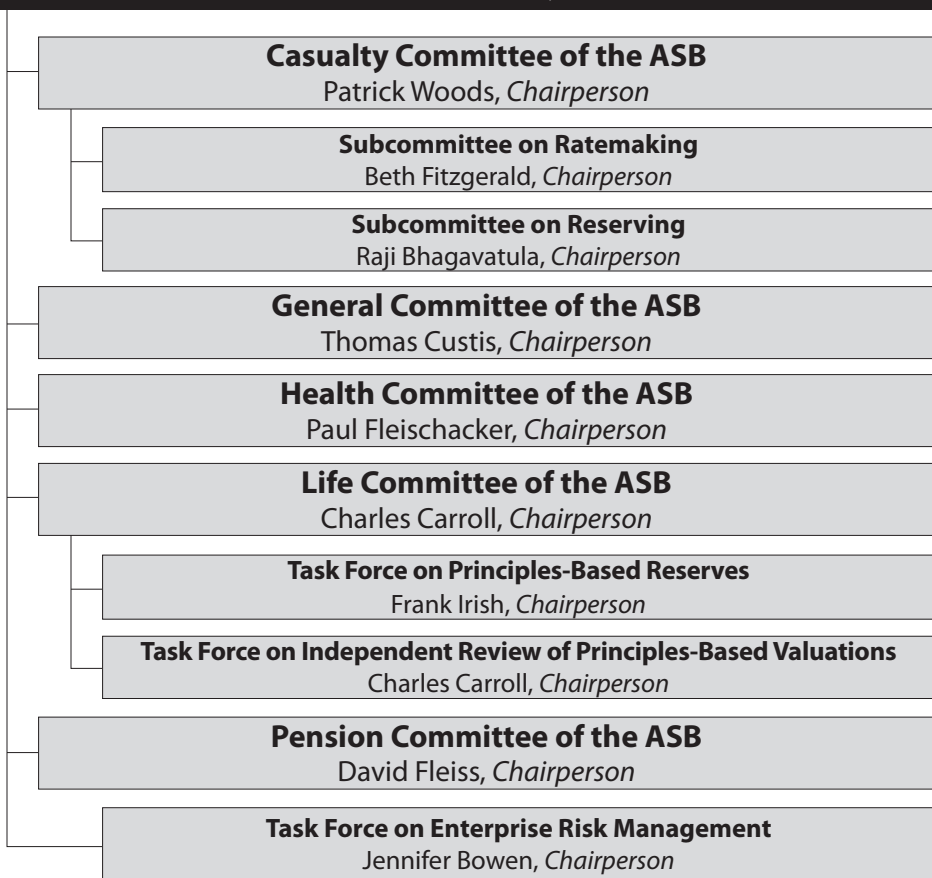 Casualty Committee of the ASB
Patrick Woods, Chairperson
Subcommittee on Ratemaking
Beth Fitzgerald, Chairperson
Subcommittee on Reserving
Raji Bhagavatula, Chairperson
General Committee of the ASB
Thomas Custis, Chairperson
Health Committee of the ASB
Paul Fleischacker, Chairperson
Life Committee of the ASB
Charles Carroll, Chairperson
Task Force on Principles-Based Reserves
Frank Irish, Chairperson
Task Force on Independent Review of Principles-Based Valuations
Charles Carroll, Chairperson
Pension Committee of the ASB
David Fleiss, Chairperson
Task Force on Enterprise Risk Management
Jennifer Bowen, Chairperson